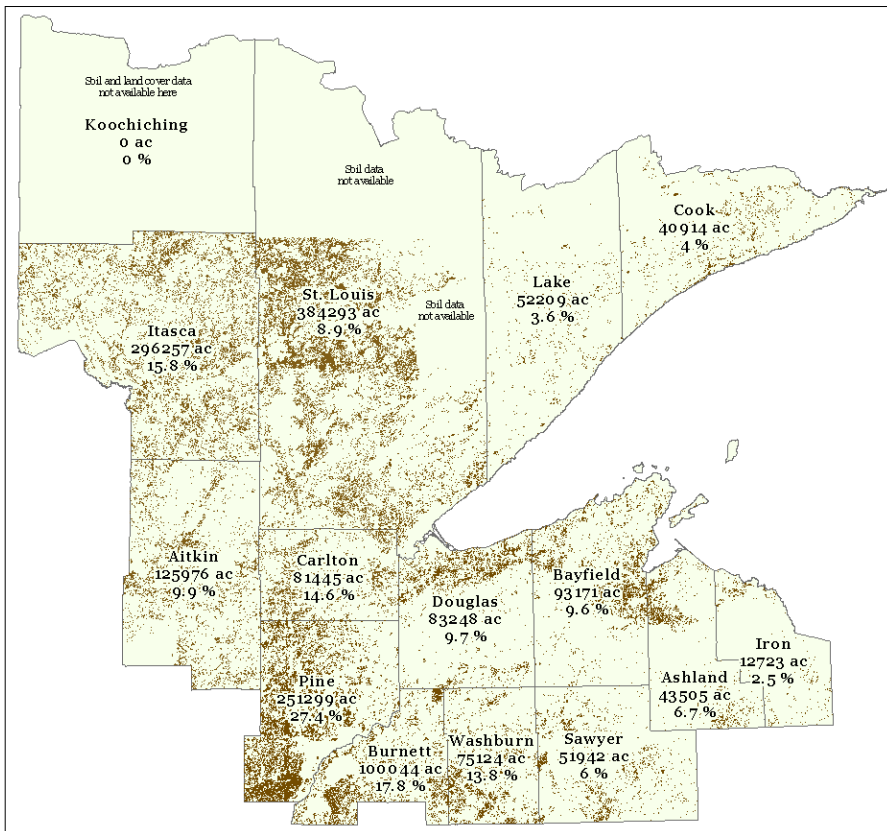 Soil and land cover data
not available here
Koochiching
0 ac
0 %
Soil data
not available
Cook
40914 ac
4 %
Lake
52209 ac
3.6 %
St. Louis
384293 ac
8.9 %
Soil data
not available
Itasca
296257 ac
15.8 %
Aitkin
125976 ac
9.9 %
Carlton
81445 ac
14.6 %
Douglas
83248 ac
9.7 %
Bayfield
93171 ac
9.6 %
Iron
12723 ac
2.5 %
Ashland
43505 ac
6.7 %
Pine
251299 ac
27.4 %
Burnett
100044 ac
17.8 %
Washburn
75124 ac
13.8 %
Sawyer
51942 ac
6 %